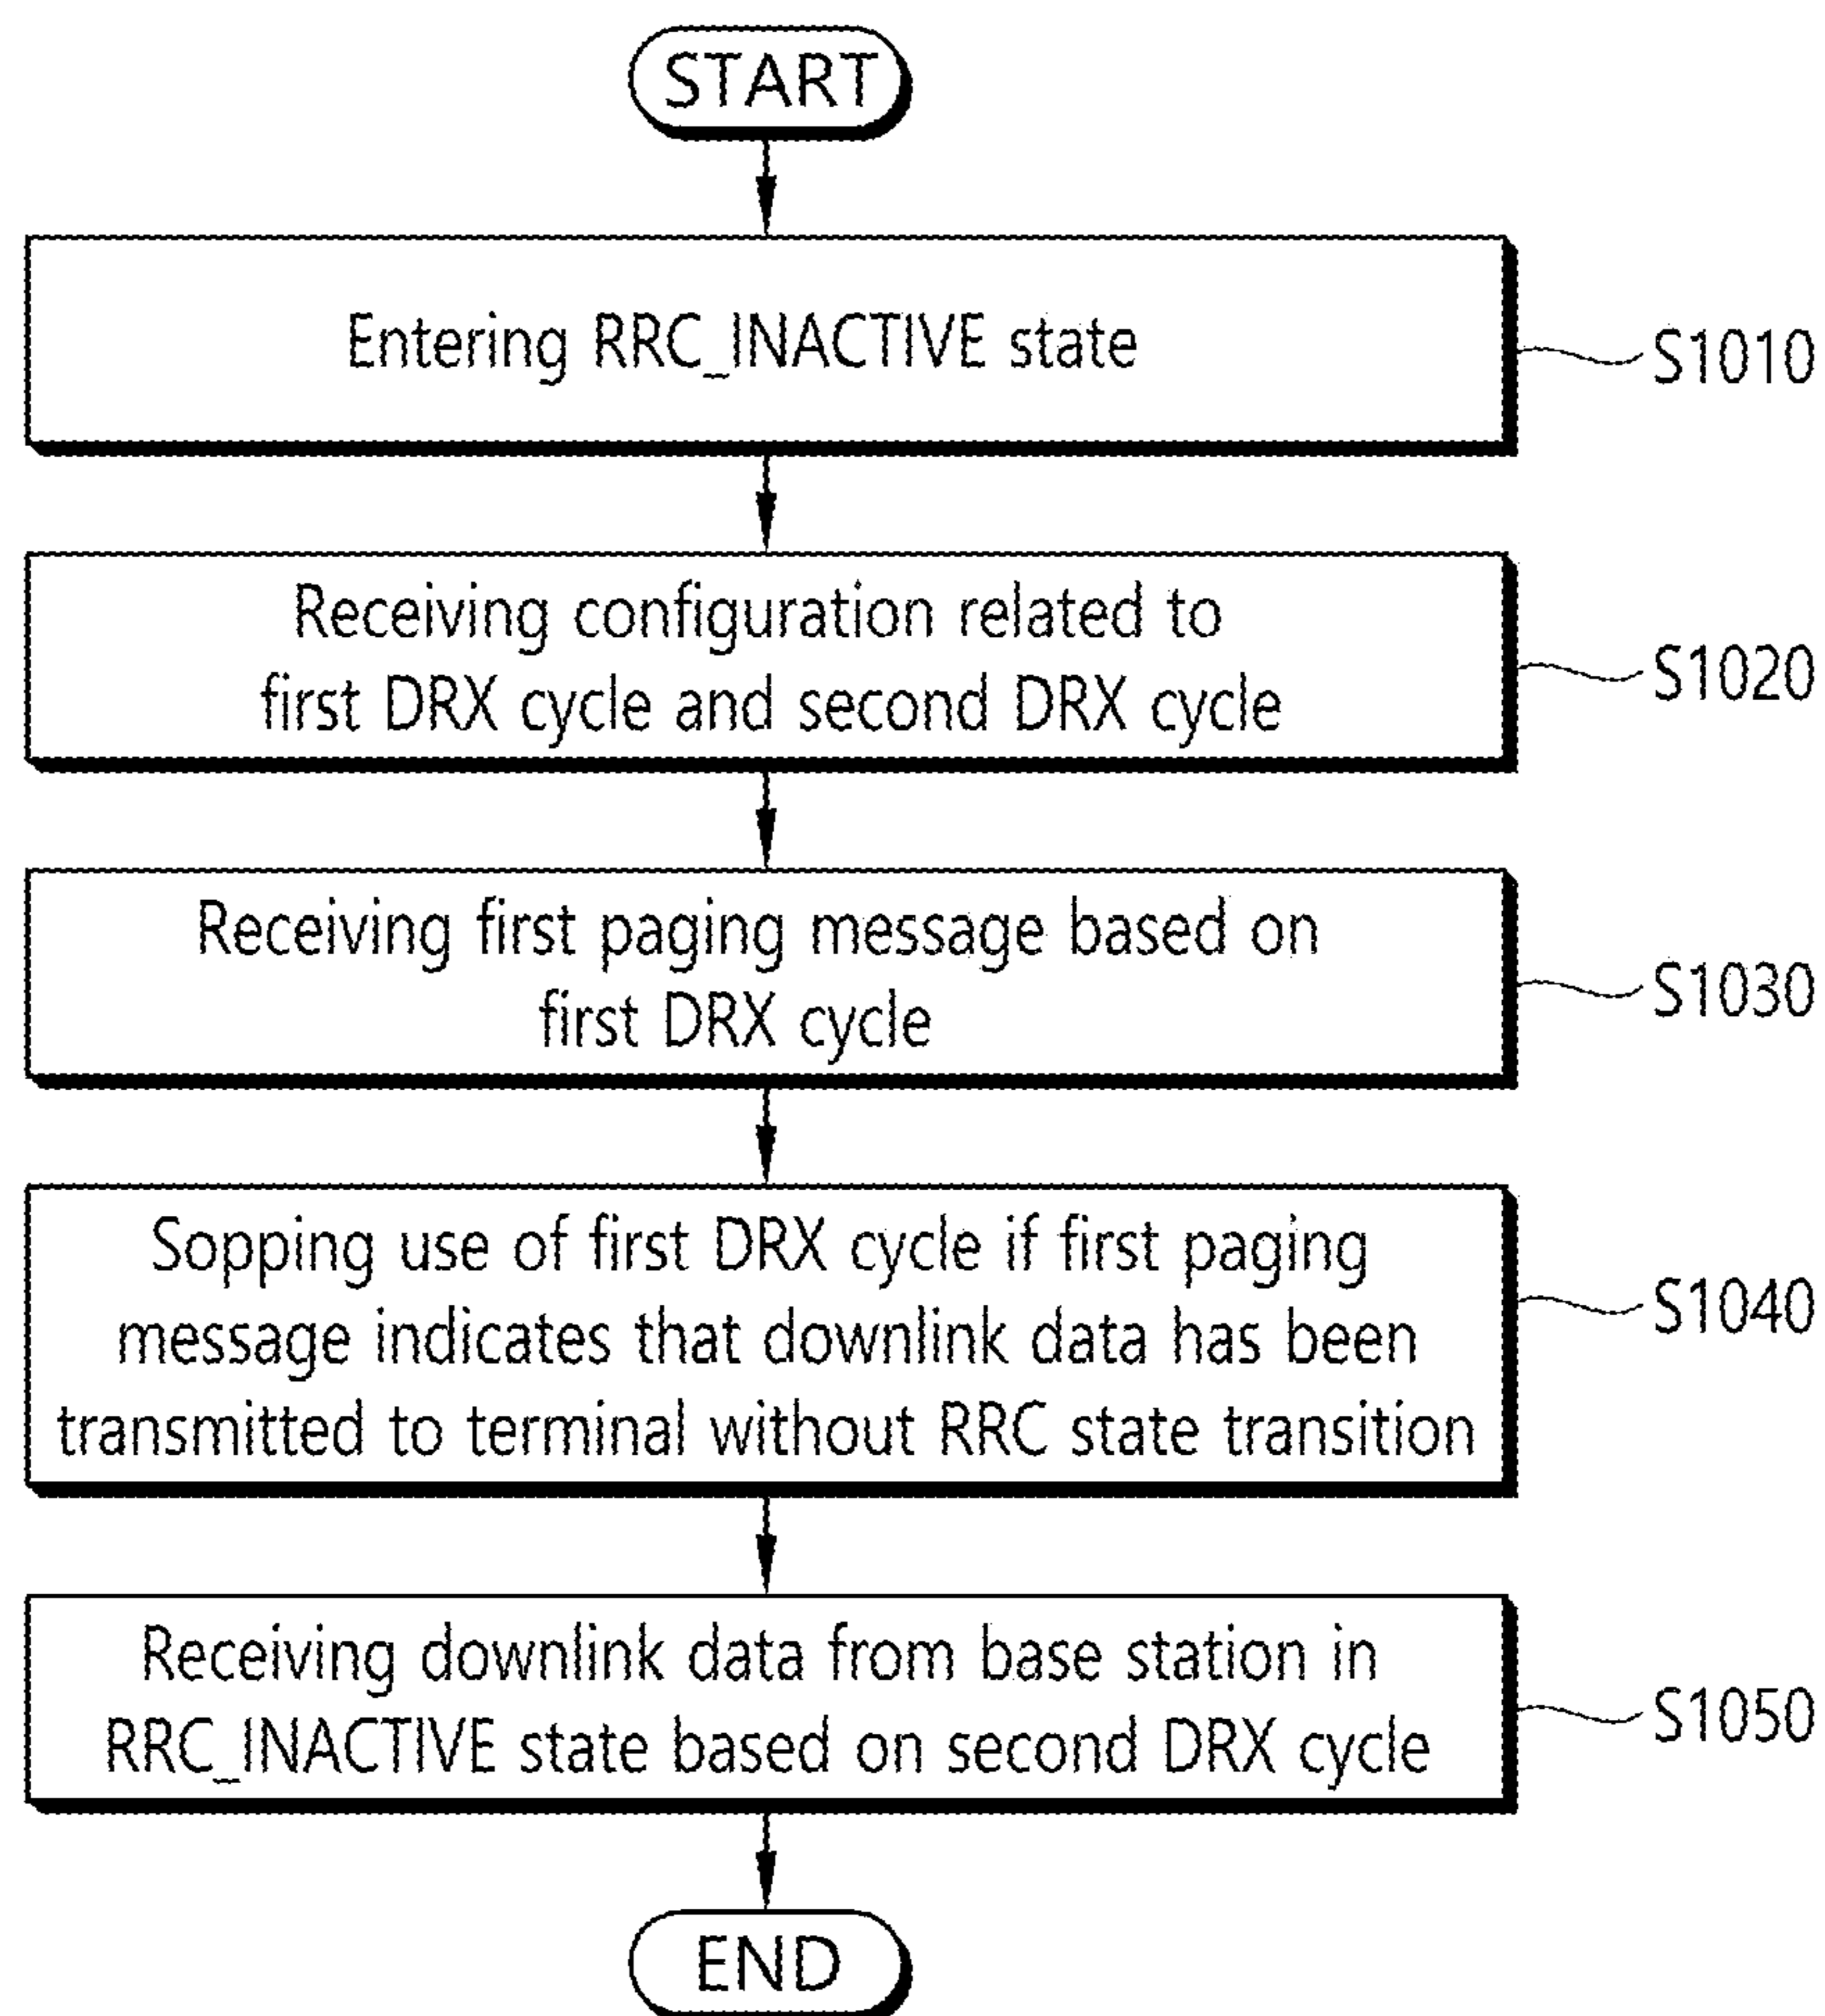 START
Entering RRC_INACTIVE state
S1010
Receiving configuration related to
first DRX cycle and second DRX cycle
S1020
Receiving first paging message based on
first DRX cycle
S1030
Sopping use of first DRX cycle if first paging
message indicates that downlink data has been
transmitted to terminal without RRC state transition
S1040
Receiving downlink data from base station in
RRC_INACTIVE state based on second DRX cycle
S1050
END